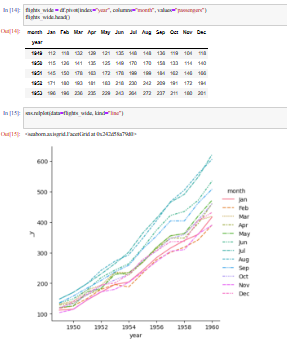 In [14]: flights_wide = df.pivot(index="year", columns="month", values="passengers")
flights_wide.head()
Out[14]: month Jan Feb Mar Apr May Jun Jul Aug Sep Oct Nov Dec
year
1949 112 118 132 129 121 135 148 148 136 119 104 118
1950 115 126 141 135 125 149 170 170 158 133 114 140
1951 145 150 178 163 172 178 199 199 184 162 146 166
1952 171 180 193 181 183 218 230 242 209 191 172 194
1953 196 196 236 235 229 243 264 272 237 211 180 201
In [15]: sns.relplot(data=flights_wide, kind="line")
Out[15]: <seaborn.axisgrid.FacetGrid at
600
500
400
300
200
100
_y
1950 1952 1954 1956 1958 1960
year
month
Jan
Feb
Mar
Apr
May
Jun
Jul
Aug
Sep
Oct
Nov
Dec